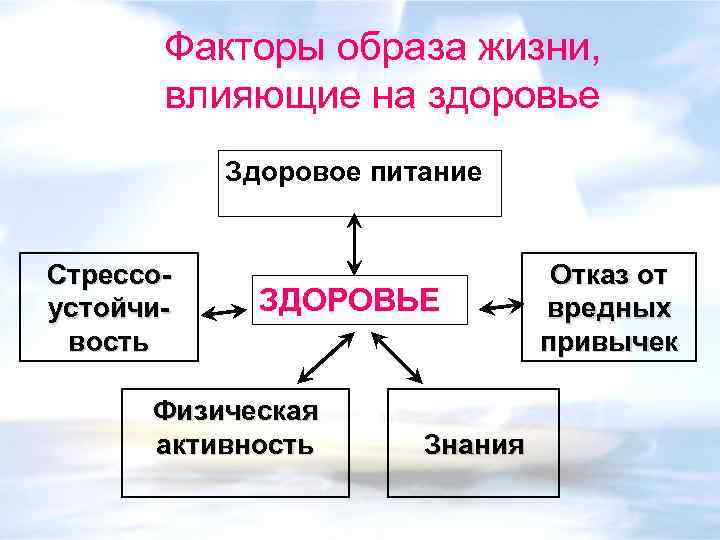 Факторы образа жизни,
влияющие на здоровье
Здоровое питание
Стрессо-
устойчи-
вость
ЗДОРОВЬЕ
Отказ от
вредных
привычек
Физическая
активность
Знания